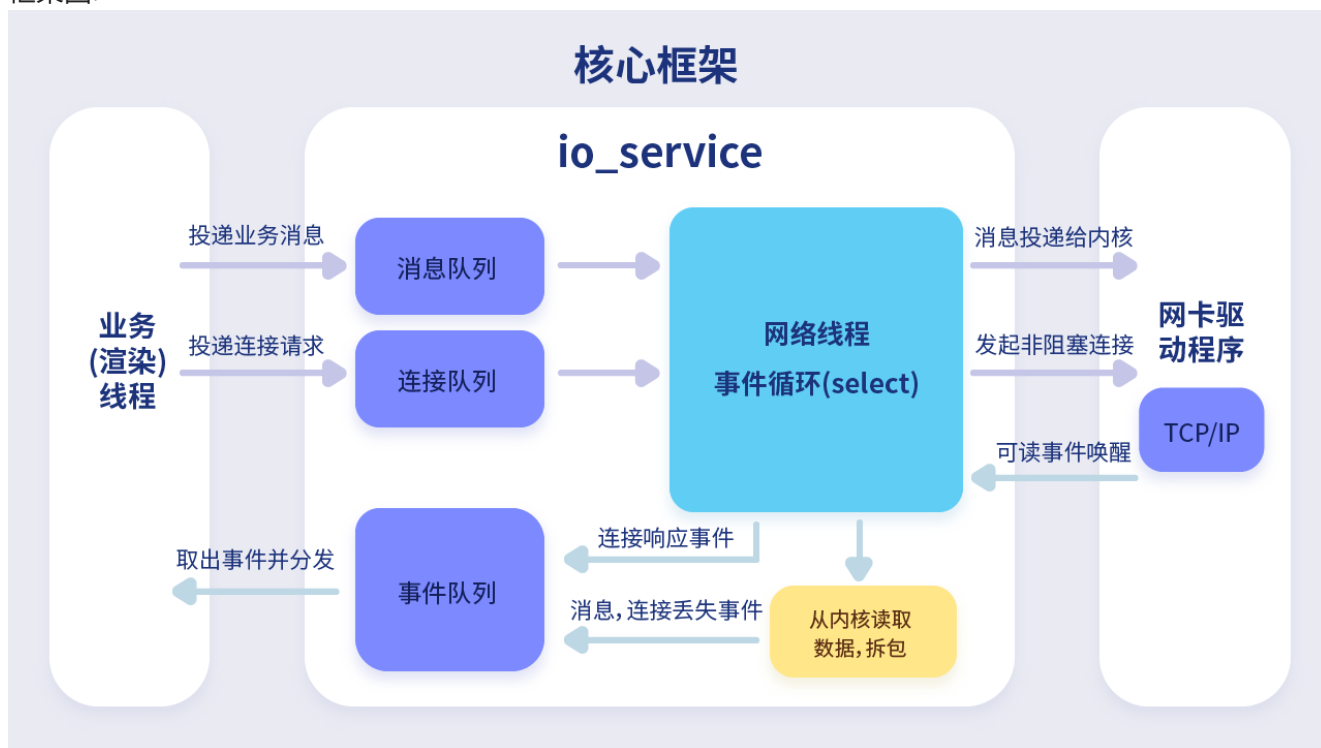 核心框架
io_service
投递业务消息
消息队列
消息投递给内核
业务
(渲染)
线程
投递连接请求
连接队列
网络线程
事件循环(select)
发起非阻塞连接
网卡驱
动程序
TCP/IP
可读事件唤醒
连接响应事件
取出事件并分发
事件队列
消息,连接丢失事件
从内核读取
数据,拆包